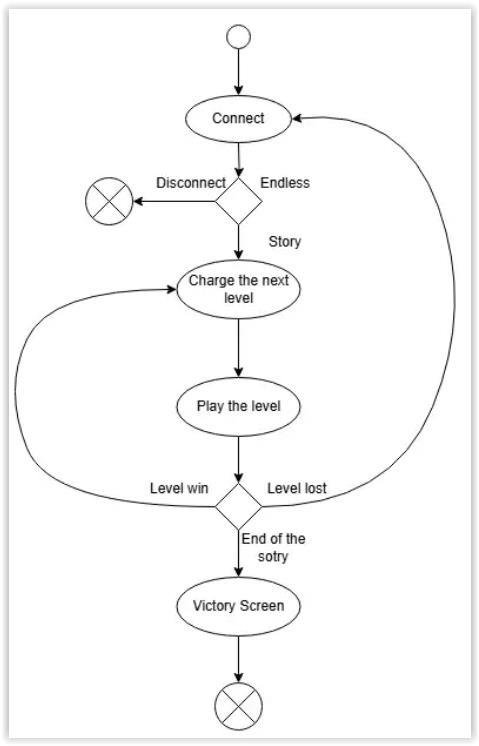 Connect
Disconnect
Endless
Story
Charge the next
level
Play the level
Level win
Level lost
End of the
sotry
Victory Screen